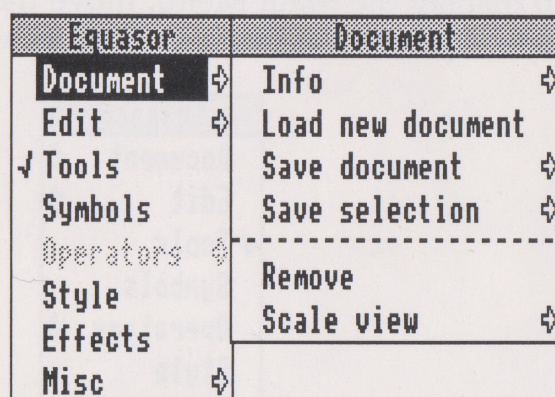 Equasor
Document
Edit
√ Tools
Symbols
Operators
Style
Effects
Misc
Document
Info
Load new document
Save document
Save selection
Remove
Scale view